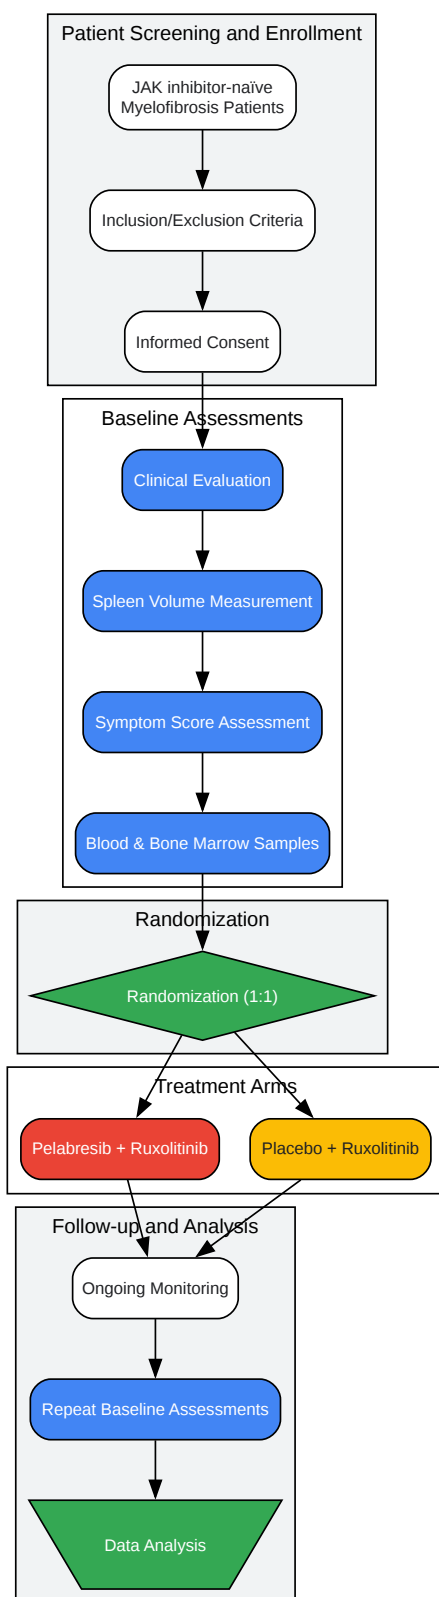 Patient Screening and Enrollment
JAK inhibitor-naïve
Myelofibrosis Patients
Inclusion/Exclusion Criteria
Informed Consent
Baseline Assessments
Clinical Evaluation
Spleen Volume Measurement
Symptom Score Assessment
Blood & Bone Marrow Samples
Randomization
Randomization (1:1)
Treatment Arms
Pelabresib + Ruxolitinib
Placebo + Ruxolitinib
Follow-up and Analysis
Ongoing Monitoring
Repeat Baseline Assessments
Data Analysis